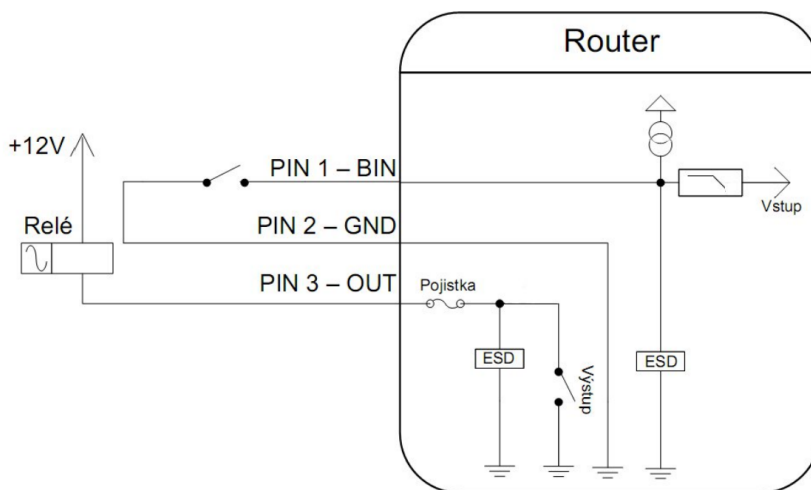 Router
+12V
PIN 1 – BIN
Vstup
Relé
PIN 2 – GND
PIN 3 – OUT
Pojistka
ESD
Výstup
ESD